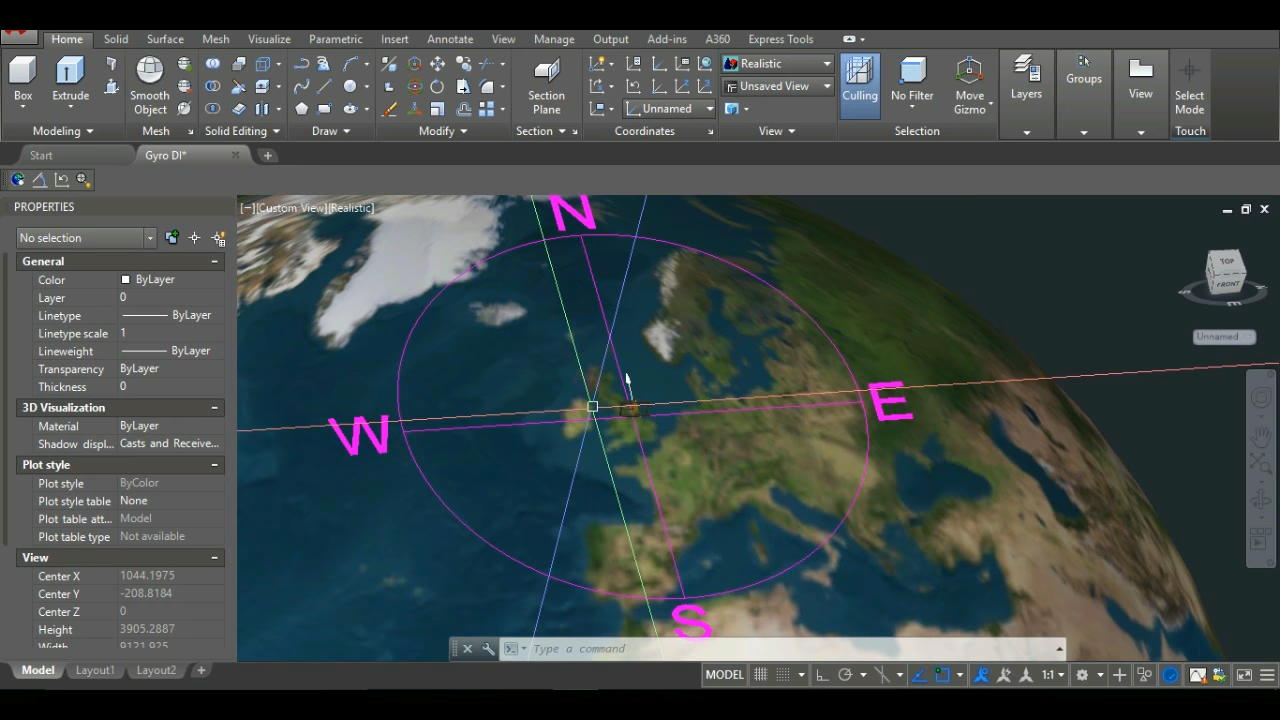 Home Solid Surface Mesh Visualize Parametric Insert Annotate View Manage Output Add-ins A360 Express Tools
Box Extrude Smooth Object Section Plane Realistic Unsaved View Unnamed Culling No Filter Move Gizmo Layers Groups View Select Mode
Modeling Mesh Solid Editing Draw Modify Section Coordinates View Selection Touch
Start Gyro DI*
PROPERTIES
[−][Custom View][Realistic]
No selection
General
Color ByLayer
Layer 0
Linetype ByLayer
Linetype scale 1
Lineweight ByLayer
Transparency ByLayer
Thickness 0
3D Visualization
Material ByLayer
Shadow displ... Casts and Receive...
Plot style
Plot style ByColor
Plot style table None
Plot table att... Model
Plot table type Not available
View
Center X 1044.1975
Center Y -208.8184
Center Z 0
Height 3905.2887
Width 9121.925
N
W
E
S
TOP
FRONT
Unnamed
Type a command
Model Layout1 Layout2 +
MODEL 1:1